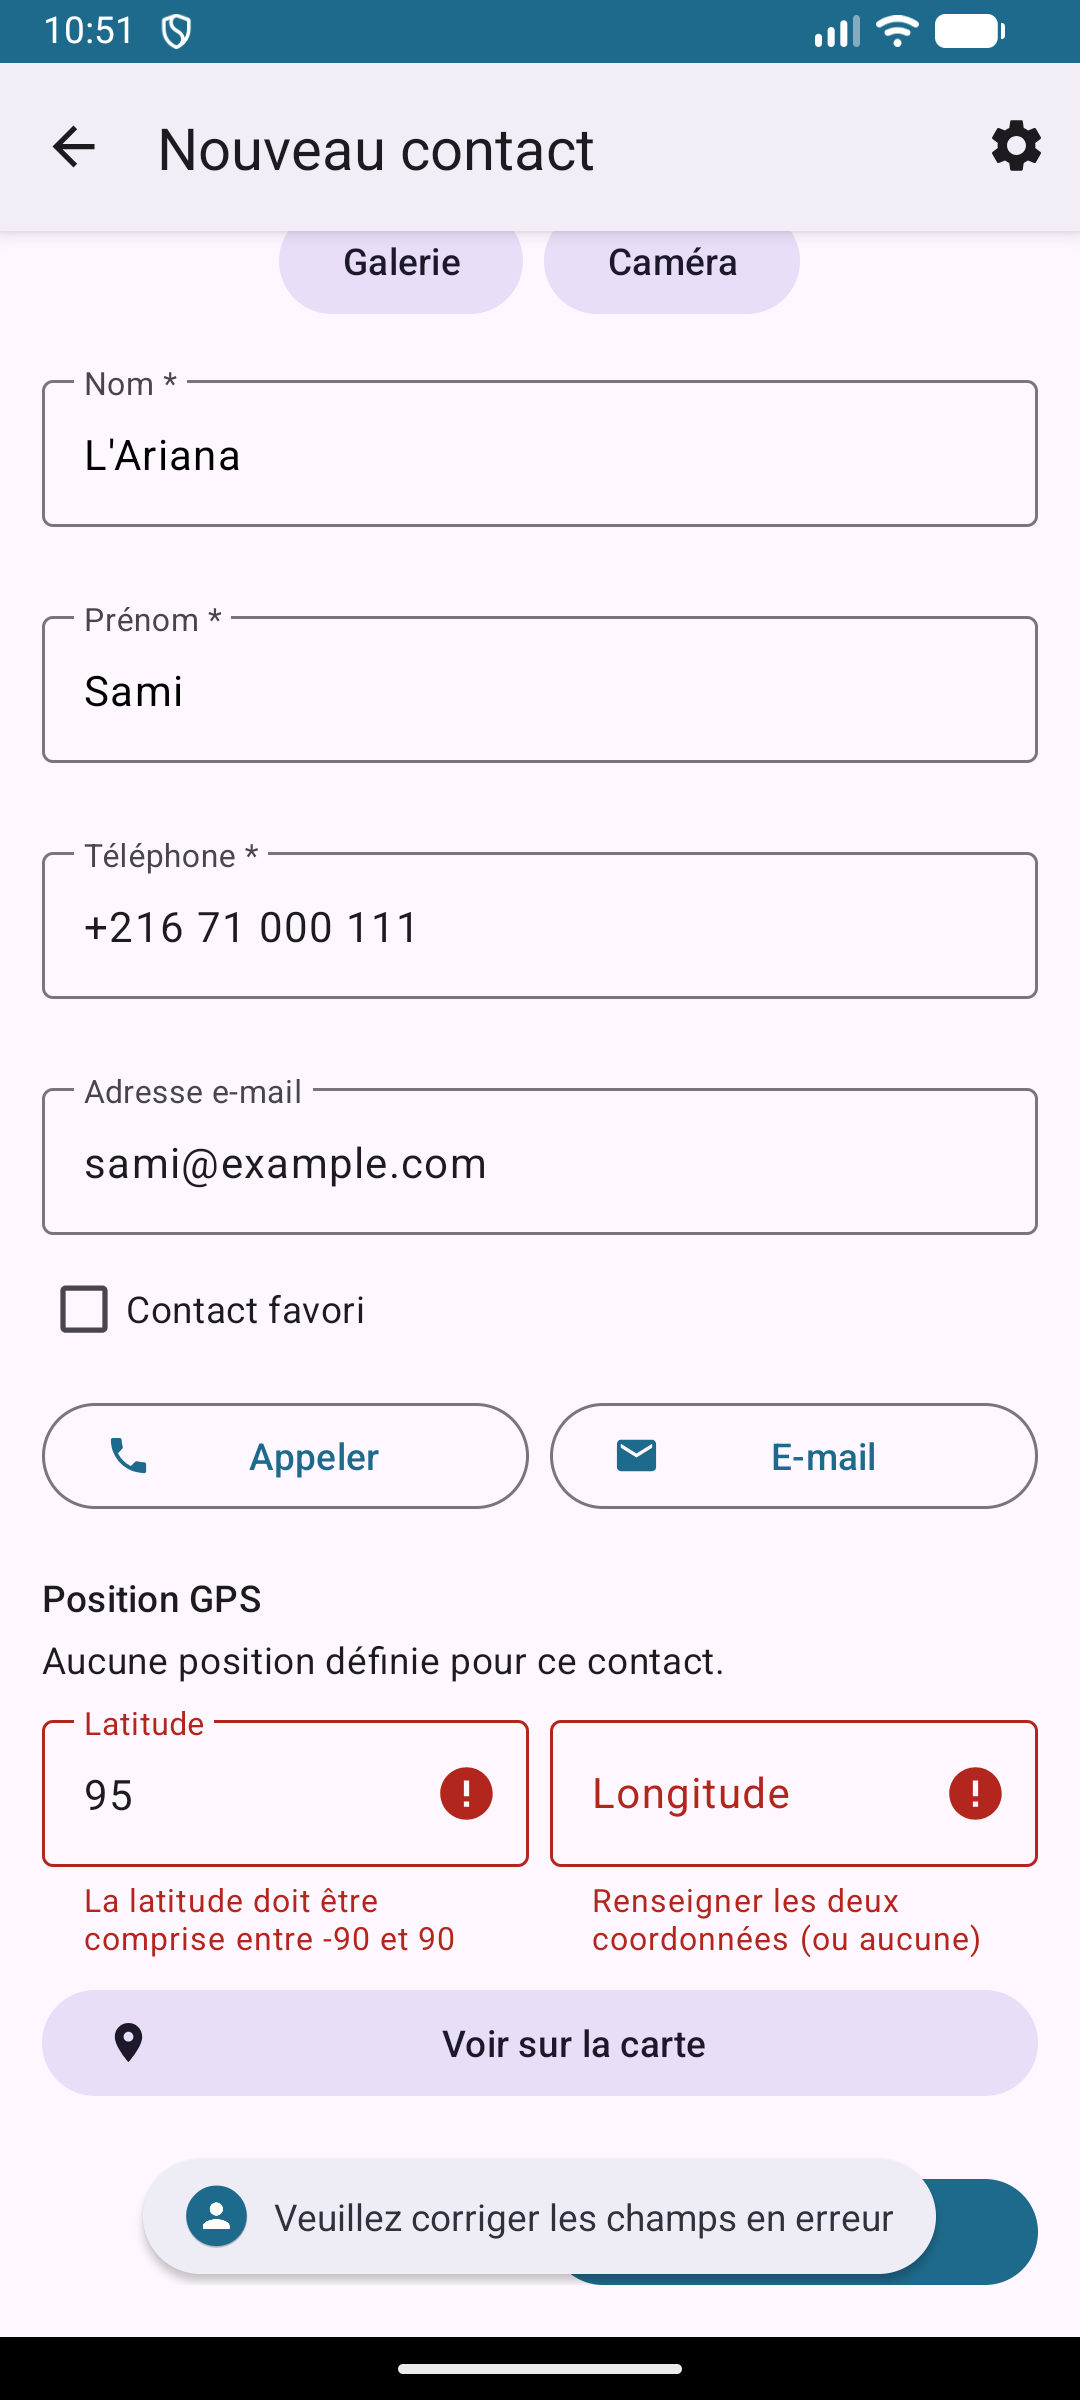 10:51
Nouveau contact
Galerie
Caméra
Nom *
L'Ariana
Prénom *
Sami
Téléphone *
+216 71 000 111
Adresse e-mail
sami@example.com
Contact favori
Appeler
E-mail
Position GPS
Aucune position définie pour ce contact.
Latitude
95
Longitude
La latitude doit être
comprise entre -90 et 90
Renseigner les deux
coordonnées (ou aucune)
Voir sur la carte
Veuillez corriger les champs en erreur